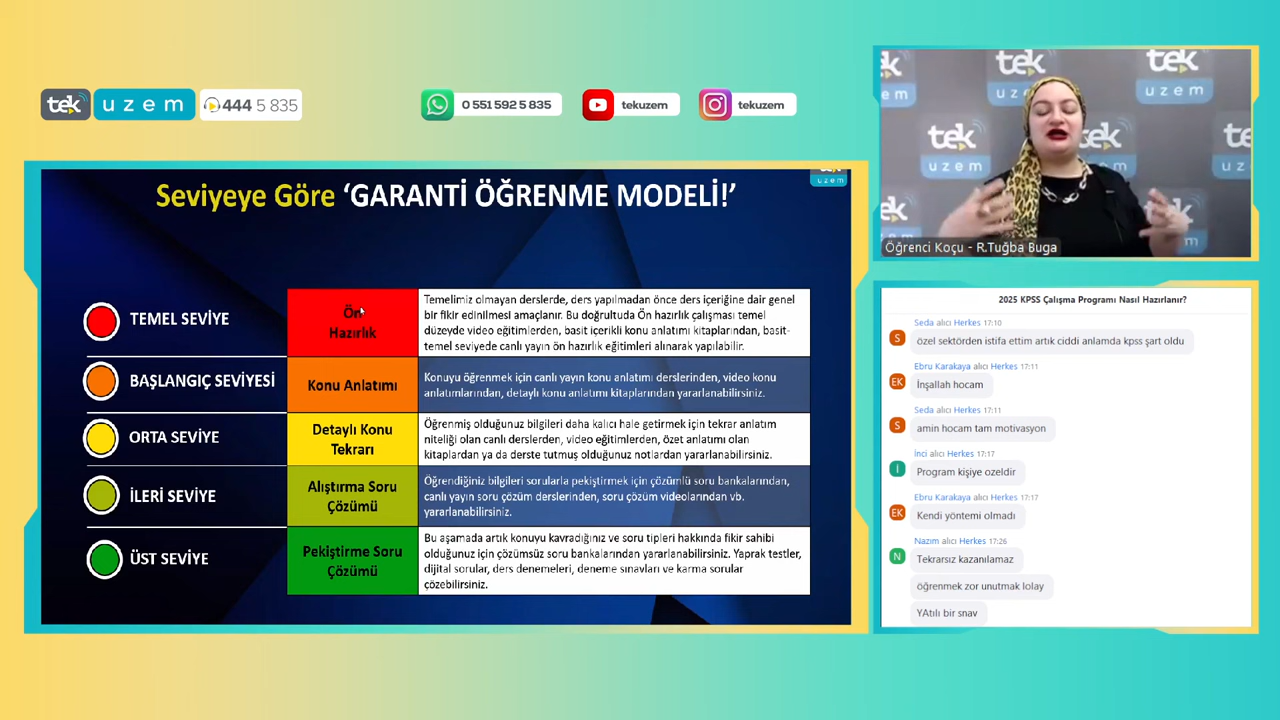 tek uzem 444 5 835
0 551 592 5 835
tekuzem
tekuzem
Seviyeye Göre ‘GARANTİ ÖĞRENME MODELİ!’
uzem
TEMEL SEVİYE
Ön
Hazırlık
Temelimiz olmayan derslerde, ders yapılmadan önce ders içeriğine dair genel
bir fikir edinilmesi amaçlanır. Bu doğrultuda Ön hazırlık çalışması temel
düzeyde video eğitimlerden, basit içerikli konu anlatımı kitaplarından, basit-
temel seviyede canlı yayın ön hazırlık eğitimleri alınarak yapılabilir.
BAŞLANGIÇ SEVİYESİ
Konu Anlatımı
Konuyu öğrenmek için canlı yayın konu anlatımı derslerinden, video konu
anlatımlarından, detaylı konu anlatımı kitaplarından yararlanabilirsiniz.
ORTA SEVİYE
Detaylı Konu
Tekrarı
Öğrenmiş olduğunuz bilgileri daha kalıcı hale getirmek için tekrar anlatım
niteliği olan canlı derslerden, video eğitimlerden, özet anlatımı olan
kitaplardan ya da derste tutmuş olduğunuz notlardan yararlanabilirsiniz.
İLERİ SEVİYE
Alıştırma Soru
Çözümü
Öğrendiğiniz bilgileri sorularla pekiştirmek için çözümlü soru bankalarından,
canlı yayın soru çözüm derslerinden, soru çözüm videolarından vb.
yararlanabilirsiniz.
ÜST SEVİYE
Pekiştirme Soru
Çözümü
Bu aşamada artık konuyu kavradığınız ve soru tipleri hakkında fikir sahibi
olduğunuz için çözümsüz soru bankalarından yararlanabilirsiniz. Yaprak testler,
dijital sorular, ders denemeleri, deneme sınavları ve karma sorular
çözebilirsiniz.
tek uzem
tek uzem
tek uzem
Öğrenci Koçu - R.Tuğba Buga
2025 KPSS Çalışma Programı Nasıl Hazırlanır?
Seda alıcı Herkes 17:10
S
özel sektörden istifa ettim artık ciddi anlamda kpss şart oldu
Ebru Karakaya alıcı Herkes 17:11
EK
İnşallah hocam
Seda alıcı Herkes 17:11
S
amin hocam tam motivasyon
İnci alıcı Herkes 17:17
İ
Program kişiye ozeldir
Ebru Karakaya alıcı Herkes 17:17
EK
Kendi yöntemi olmadı
Nazım alıcı Herkes 17:26
N
Tekrarsız kazanılamaz
öğrenmek zor unutmak lolay
YAtılı bir snav